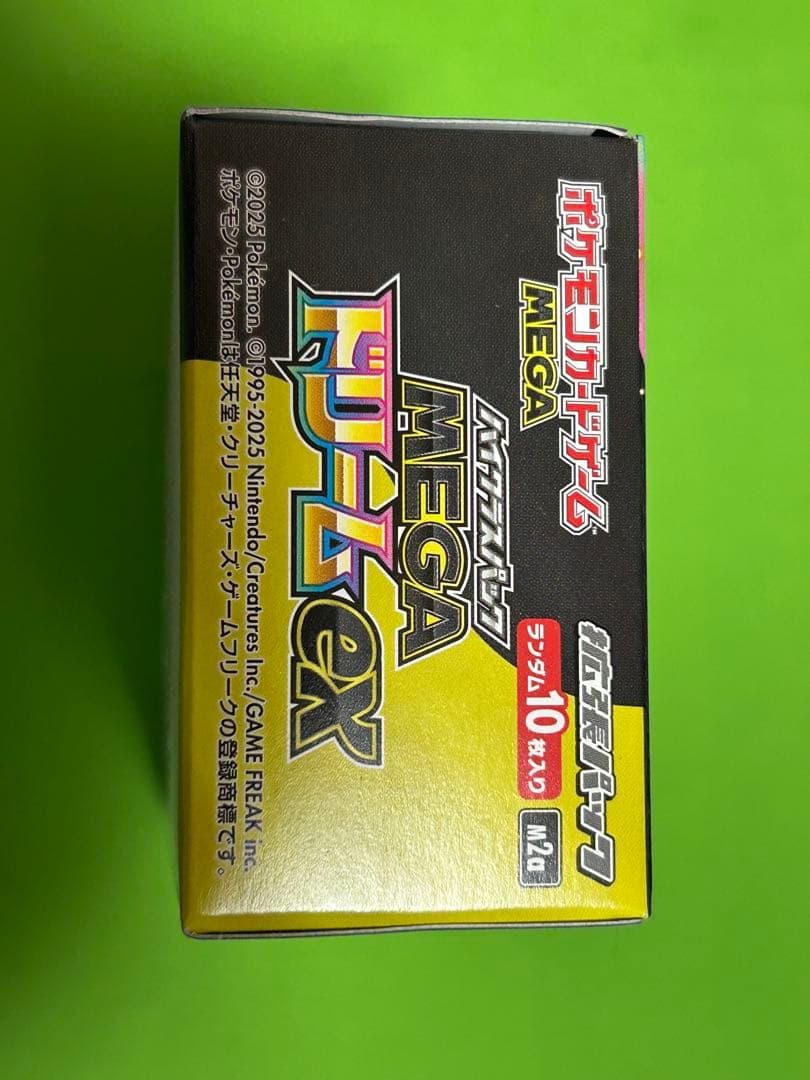 ポケモンカードゲーム™
MEGA
拡張パック
ランダム10枚入り
M2a
ハイクラスパック
MEGA
ドリームex
©2025 Pokémon. ©1995-2025 Nintendo/Creatures Inc./GAME FREAK inc.
ポケモン・Pokémonは任天堂・クリーチャーズ・ゲームフリークの登録商標です。